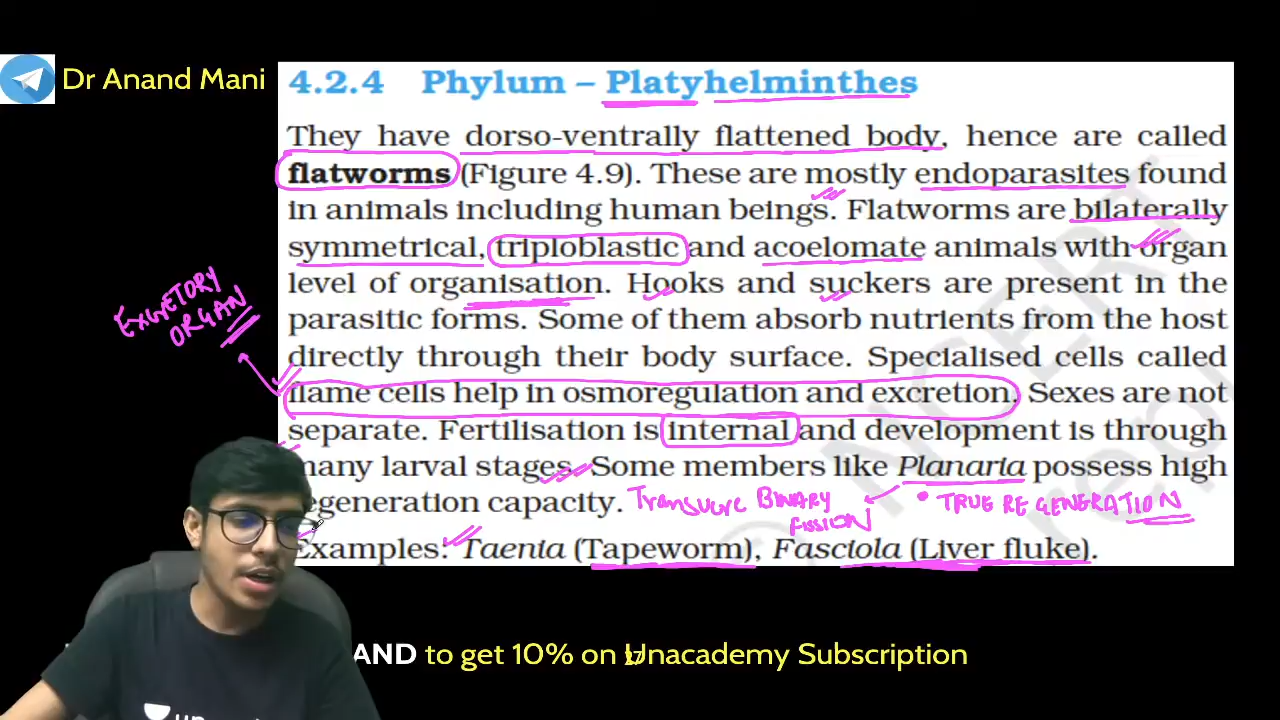 Dr Anand Mani
4.2.4 Phylum – Platyhelminthes
They have dorso-ventrally flattened body, hence are called
flatworms (Figure 4.9). These are mostly endoparasites found
in animals including human beings. Flatworms are bilaterally
symmetrical, triploblastic and acoelomate animals with organ
level of organisation. Hooks and suckers are present in the
parasitic forms. Some of them absorb nutrients from the host
directly through their body surface. Specialised cells called
flame cells help in osmoregulation and excretion. Sexes are not
separate. Fertilisation is internal and development is through
many larval stages. Some members like Planaria possess high
regeneration capacity.
Examples: Taenia (Tapeworm), Fasciola (Liver fluke).
EXCRETORY
ORGAN
Transverse BINARY
FISSION
• TRUE REGENERATION
AND to get 10% on Unacademy Subscription